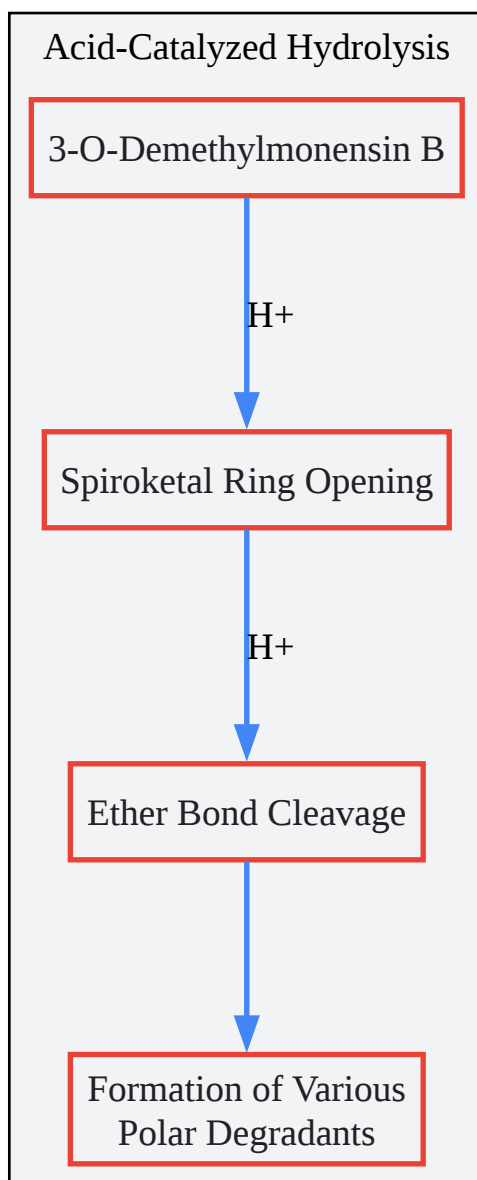 Acid-Catalyzed Hydrolysis
3-O-Demethylmonensin B
H+
Spiroketal Ring Opening
H+
Ether Bond Cleavage
Formation of Various
Polar Degradants